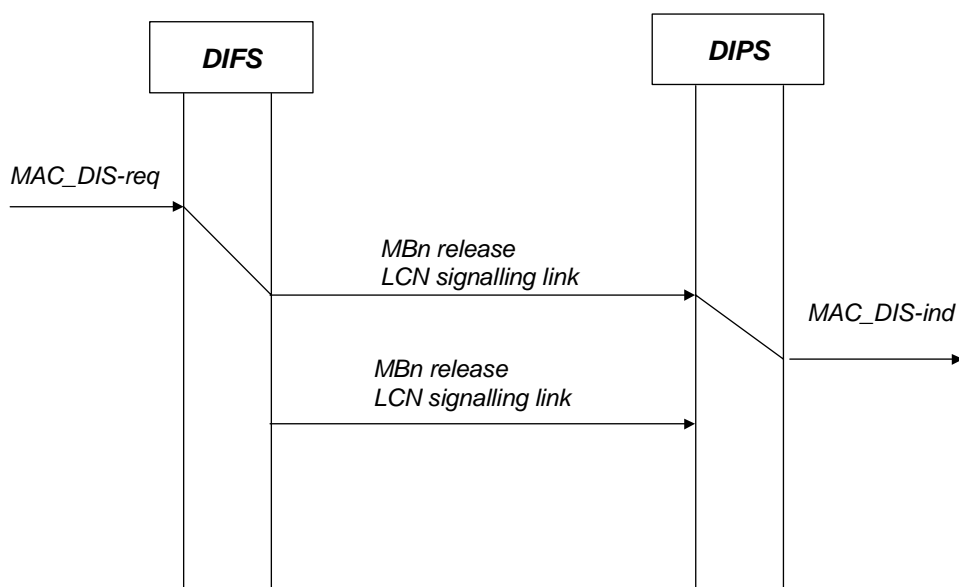 DIFS
DIPS
MAC_DIS-req
MBn release
LCN signalling link
MAC_DIS-ind
MBn release
LCN signalling link